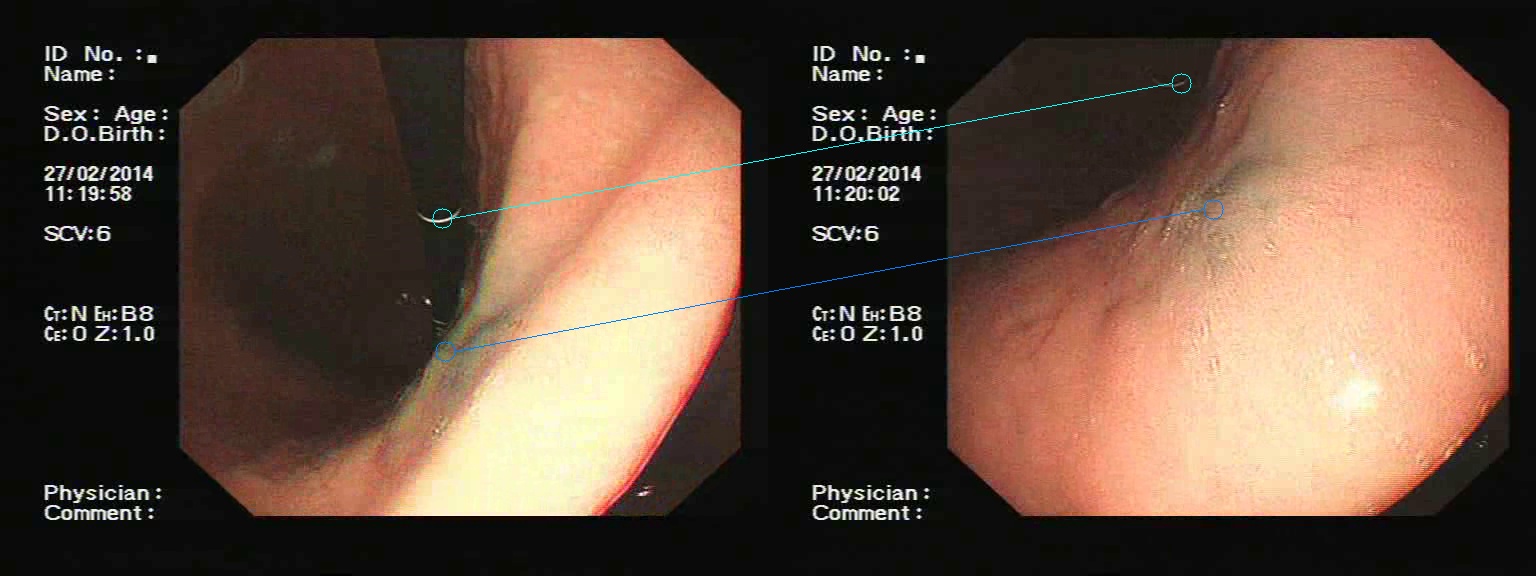 ID No. :
Name:
Sex: Age:
D.O.Birth:
27/02/2014
11:19:58
SCV:6
CT:N EH:B8
CE:0 Z:1.0
Physician:
Comment:
ID No. :
Name:
Sex: Age:
D.O.Birth:
27/02/2014
11:20:02
SCV:6
CT:N EH:B8
CE:0 Z:1.0
Physician:
Comment: